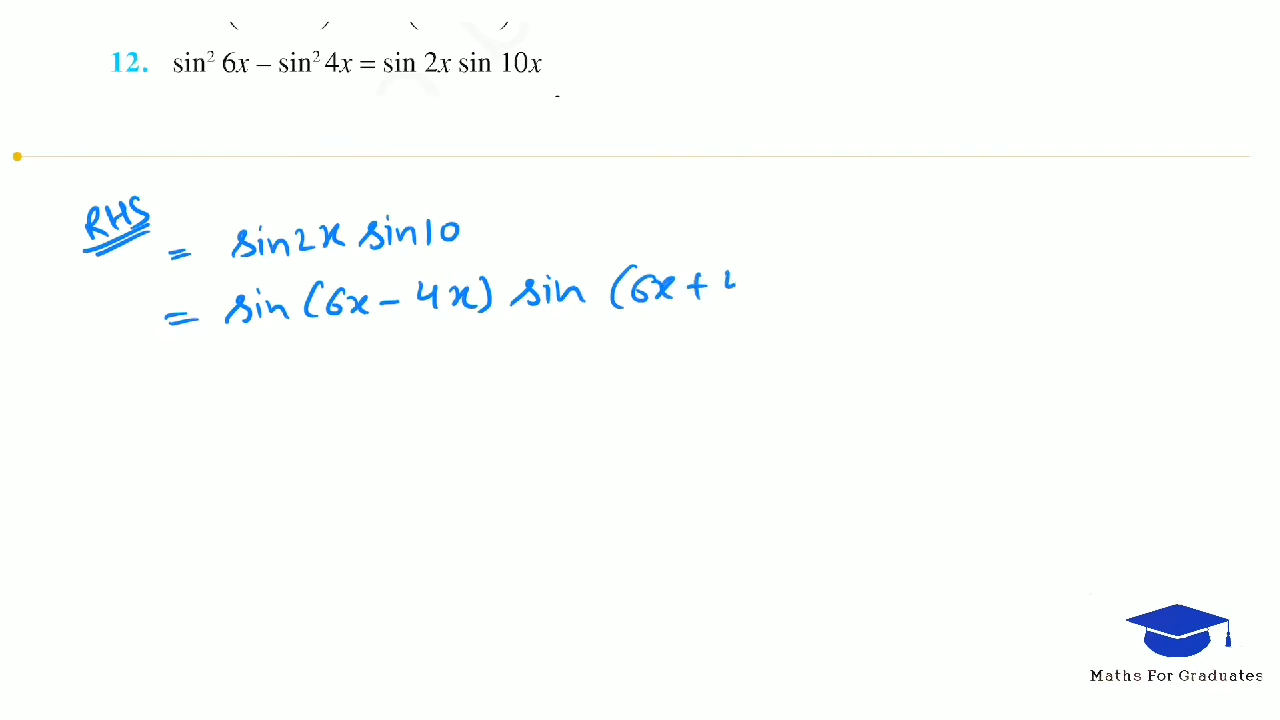 12. sin² 6x – sin² 4x = sin 2x sin 10x
RHS
= sin2x sin10
= sin (6x - 4x) sin (6x + 4
Maths For Graduates